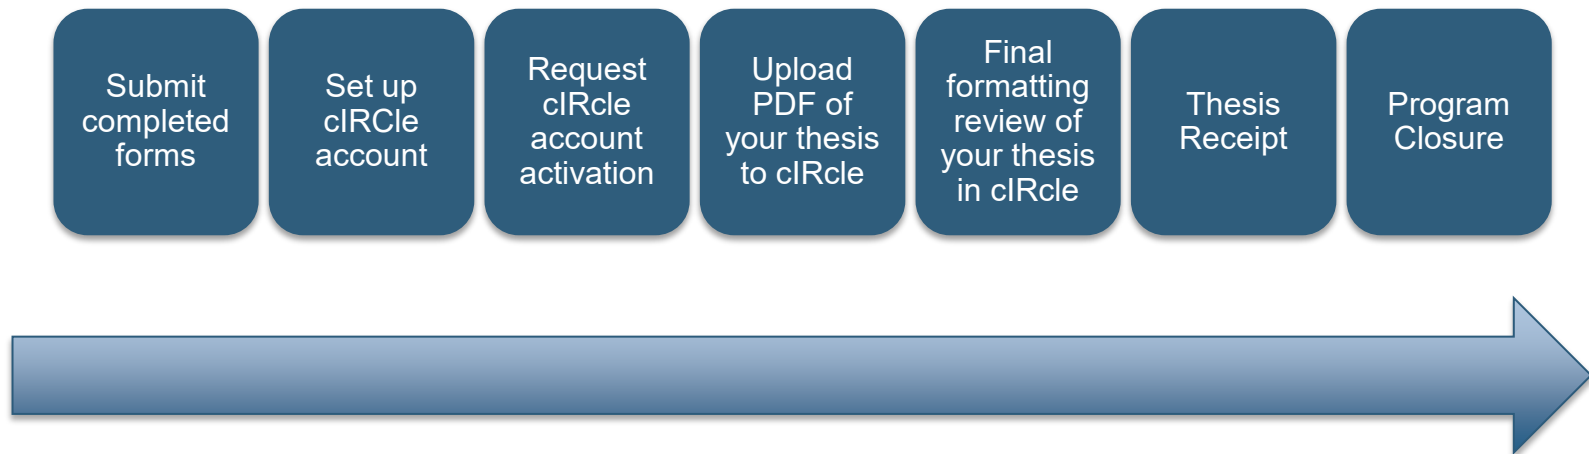 Submit
completed
forms
Set up
cIRCle
account
Request
cIRcle
account
activation
Upload
PDF of
your thesis
to cIRcle
Final
formatting
review of
your thesis
in cIRcle
Thesis
Receipt
Program
Closure